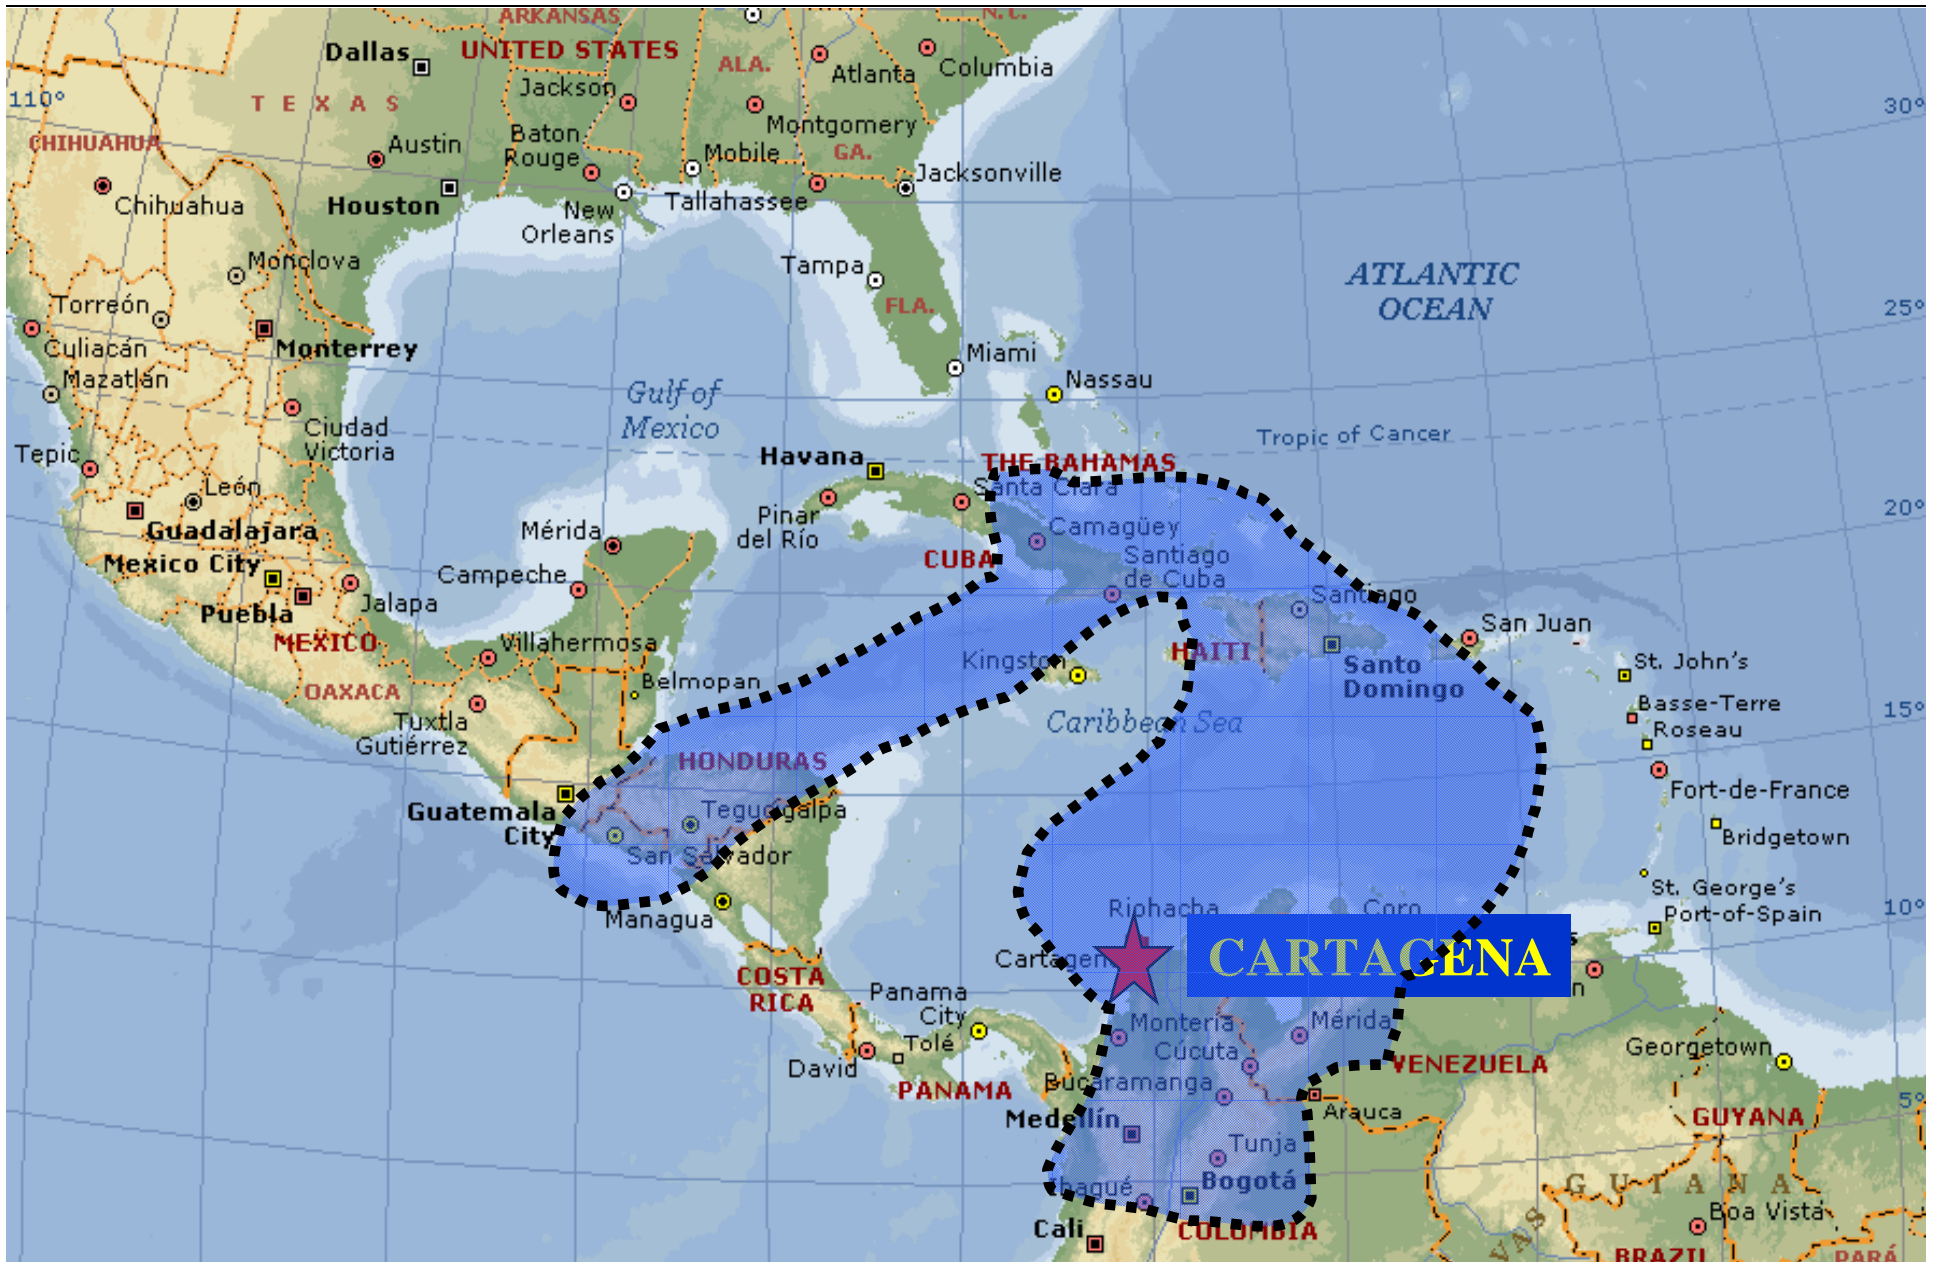 ARKANSAS
N. C.
Dallas
UNITED STATES
ALA.
Atlanta
Columbia
110°
TEXAS
Jackson
30°
Montgomery
CHIHUAHUA
Austin
Baton
Rouge
Mobile
GA.
Jacksonville
Chihuahua
Houston
New
Orleans
Tallahassee
Monclova
Tampa
ATLANTIC
OCEAN
Torreón
FLA.
25°
Culiacán
Monterrey
Miami
Mazatlán
Gulf of
Mexico
Nassau
Ciudad
Victoria
Tropic of Cancer
Tepic
Havana
THE BAHAMAS
León
Santa Clara
20°
Guadalajara
Mérida
Pinar
del Río
Camagüey
Mexico City
Campeche
CUBA
Santiago
de Cuba
Puebla
Jalapa
Santiago
San Juan
MEXICO
Villahermosa
HAITI
Kingston
Santo
Domingo
St. John's
OAXACA
Belmopan
Basse-Terre
15°
Tuxtla
Gutiérrez
Caribbean Sea
Roseau
HONDURAS
Fort-de-France
Guatemala
City
Tegucigalpa
Bridgetown
San Salvador
St. George's
Managua
Riohacha
Coro
Port-of-Spain
10°
s
Cartagena
CARTAGENA
COSTA
RICA
n
Panama
City
Montería
Mérida
Tolé
Cúcuta
Georgetown
David
PANAMA
Bucaramanga
VENEZUELA
5°
Medellín
Arauca
GUYANA
Tunja
Ibagué
Bogotá
GUIANA
Cali
COLOMBIA
Boa Vista
VAS
BRAZIL
PARÁ